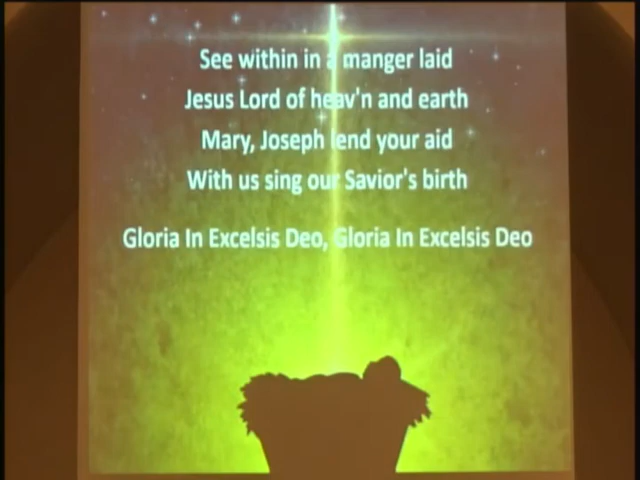 See within in a manger laid
Jesus Lord of heav'n and earth
Mary, Joseph lend your aid
With us sing our Savior's birth
Gloria In Excelsis Deo, Gloria In Excelsis Deo